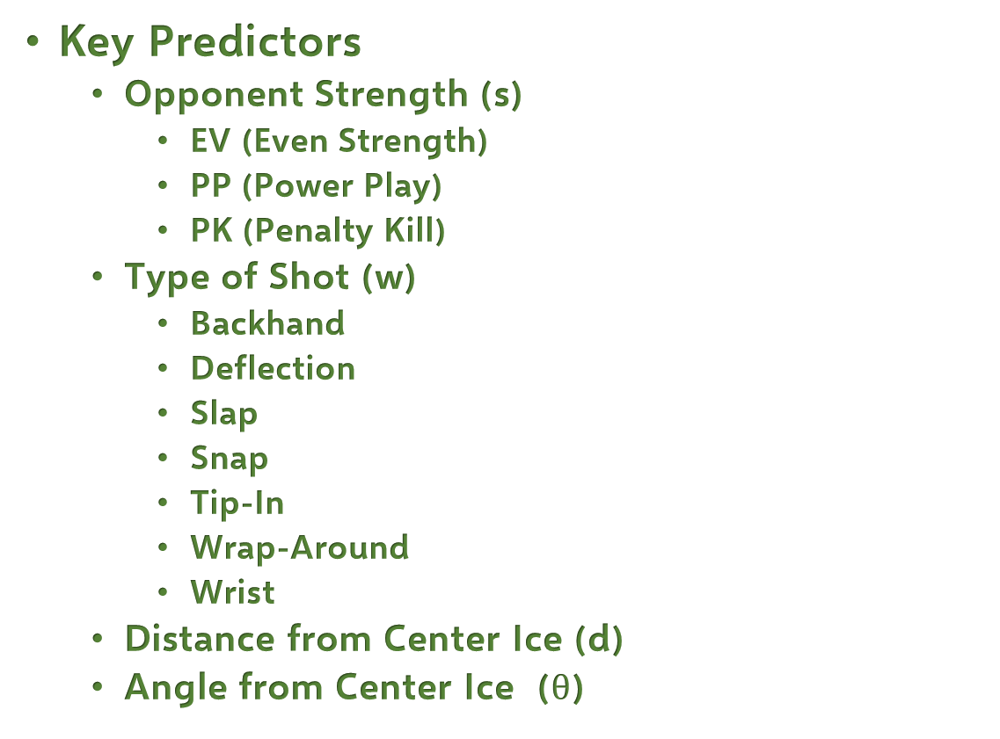 • Key Predictors
• Opponent Strength (s)
• EV (Even Strength)
• PP (Power Play)
• PK (Penalty Kill)
• Type of Shot (w)
• Backhand
• Deflection
• Slap
• Snap
• Tip-In
• Wrap-Around
• Wrist
• Distance from Center Ice (d)
• Angle from Center Ice (θ)